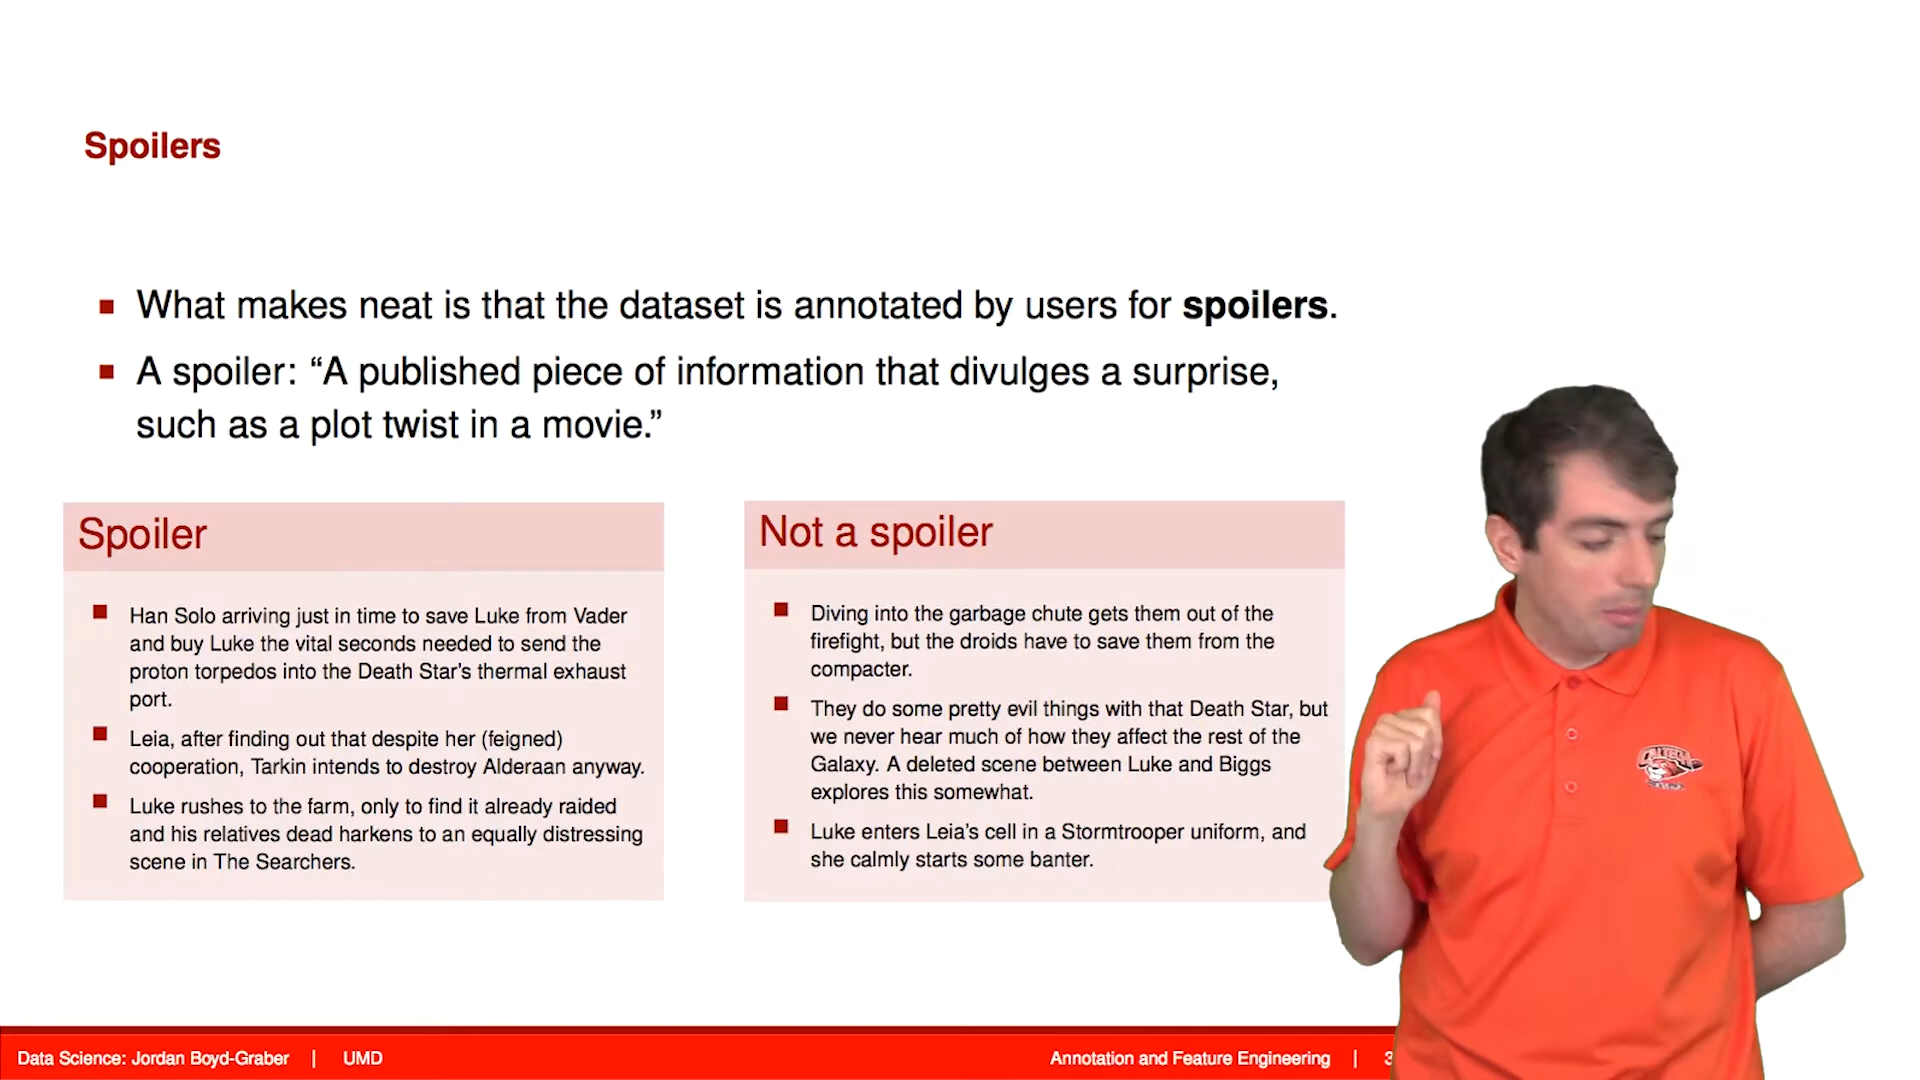 Spoilers
What makes neat is that the dataset is annotated by users for spoilers.
A spoiler: “A published piece of information that divulges a surprise,
such as a plot twist in a movie.”
Spoiler
Han Solo arriving just in time to save Luke from Vader
and buy Luke the vital seconds needed to send the
proton torpedos into the Death Star’s thermal exhaust
port.
Leia, after finding out that despite her (feigned)
cooperation, Tarkin intends to destroy Alderaan anyway.
Luke rushes to the farm, only to find it already raided
and his relatives dead harkens to an equally distressing
scene in The Searchers.
Not a spoiler
Diving into the garbage chute gets them out of the
firefight, but the droids have to save them from the
compacter.
They do some pretty evil things with that Death Star, but
we never hear much of how they affect the rest of the
Galaxy. A deleted scene between Luke and Biggs
explores this somewhat.
Luke enters Leia’s cell in a Stormtrooper uniform, and
she calmly starts some banter.
Data Science: Jordan Boyd-Graber | UMD
Annotation and Feature Engineering | 3